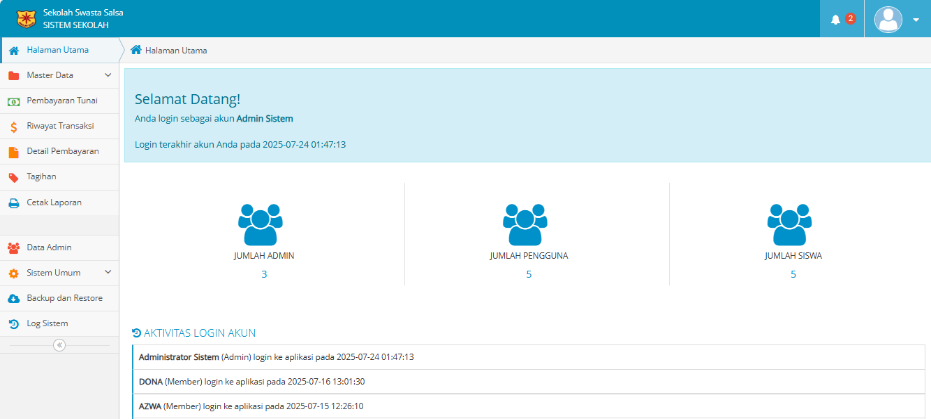 Sekolah Swasta Salsa
SISTEM SEKOLAH
2
Halaman Utama
Halaman Utama
Master Data
Pembayaran Tunai
Riwayat Transaksi
Detail Pembayaran
Tagihan
Cetak Laporan
Data Admin
Sistem Umum
Backup dan Restore
Log Sistem
Selamat Datang!
Anda login sebagai akun Admin Sistem
Login terakhir akun Anda pada 2025-07-24 01:47:13
JUMLAH ADMIN
3
JUMLAH PENGGUNA
5
JUMLAH SISWA
5
AKTIVITAS LOGIN AKUN
Administrator Sistem (Admin) login ke aplikasi pada 2025-07-24 01:47:13
DONA (Member) login ke aplikasi pada 2025-07-16 13:01:30
AZWA (Member) login ke aplikasi pada 2025-07-15 12:26:10